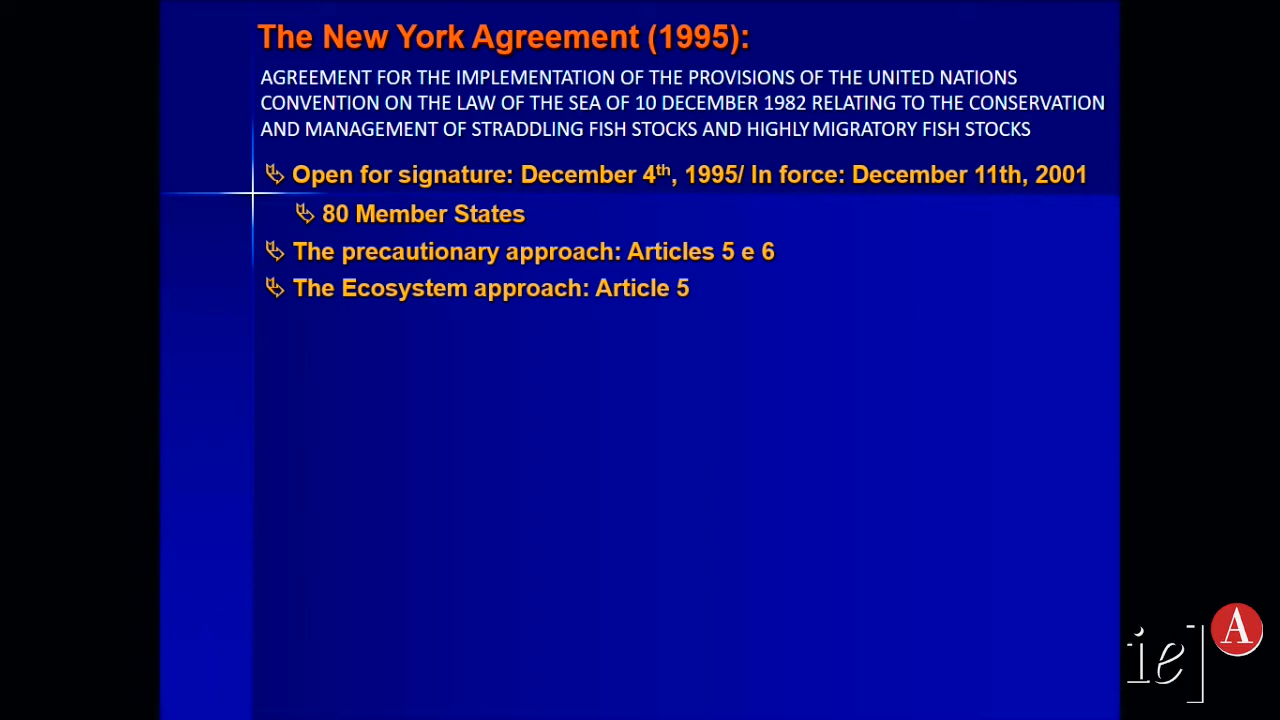 The New York Agreement (1995):
AGREEMENT FOR THE IMPLEMENTATION OF THE PROVISIONS OF THE UNITED NATIONS
CONVENTION ON THE LAW OF THE SEA OF 10 DECEMBER 1982 RELATING TO THE CONSERVATION
AND MANAGEMENT OF STRADDLING FISH STOCKS AND HIGHLY MIGRATORY FISH STOCKS
Open for signature: December 4th, 1995/ In force: December 11th, 2001
80 Member States
The precautionary approach: Articles 5 e 6
The Ecosystem approach: Article 5
A
ie]